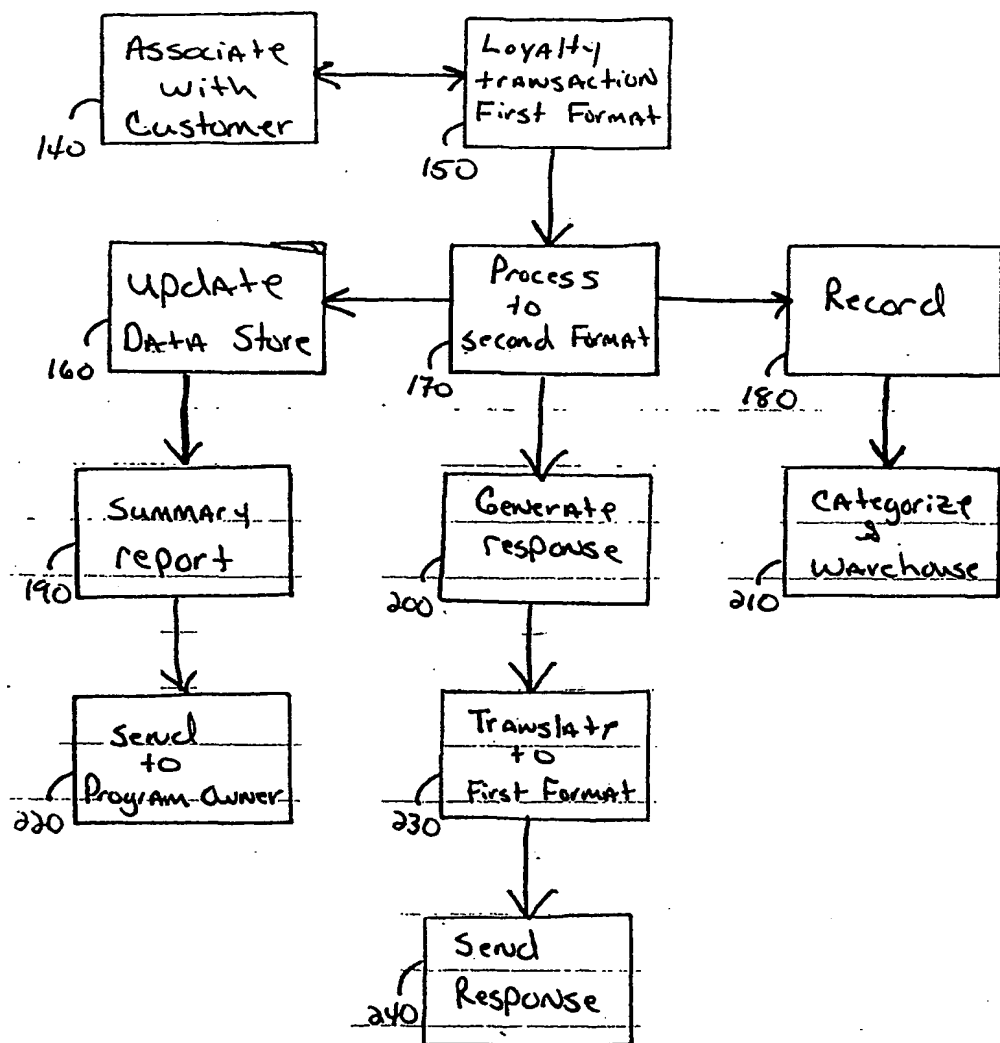 Associate
with
Customer
140
Loyalty
transaction
First Format
150
Update
Data Store
160
Process
to
second Format
170
Record
180
Summary
report
190
Generate
response
200
Categorize
&
Warehouse
210
Send
to
Program Owner
220
Translate
to
First Format
230
Send
Response
240